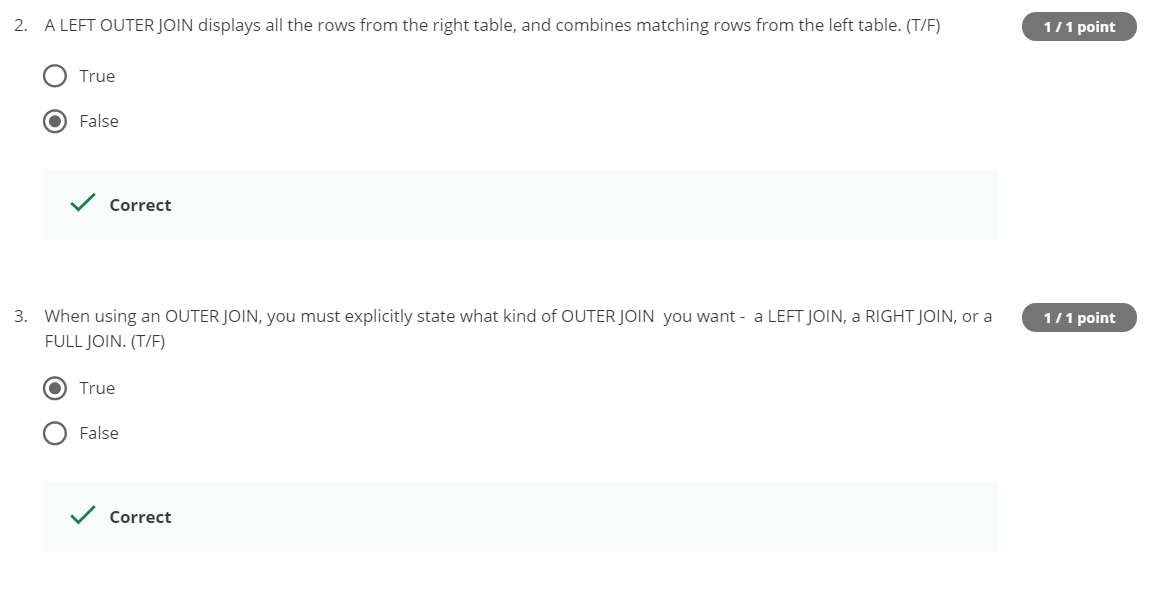 2. A LEFT OUTER JOIN displays all the rows from the right table, and combines matching rows from the left table. (T/F)
1 / 1 point
True
False
Correct
3. When using an OUTER JOIN, you must explicitly state what kind of OUTER JOIN  you want -  a LEFT JOIN, a RIGHT JOIN, or a
1 / 1 point
FULL JOIN. (T/F)
True
False
Correct